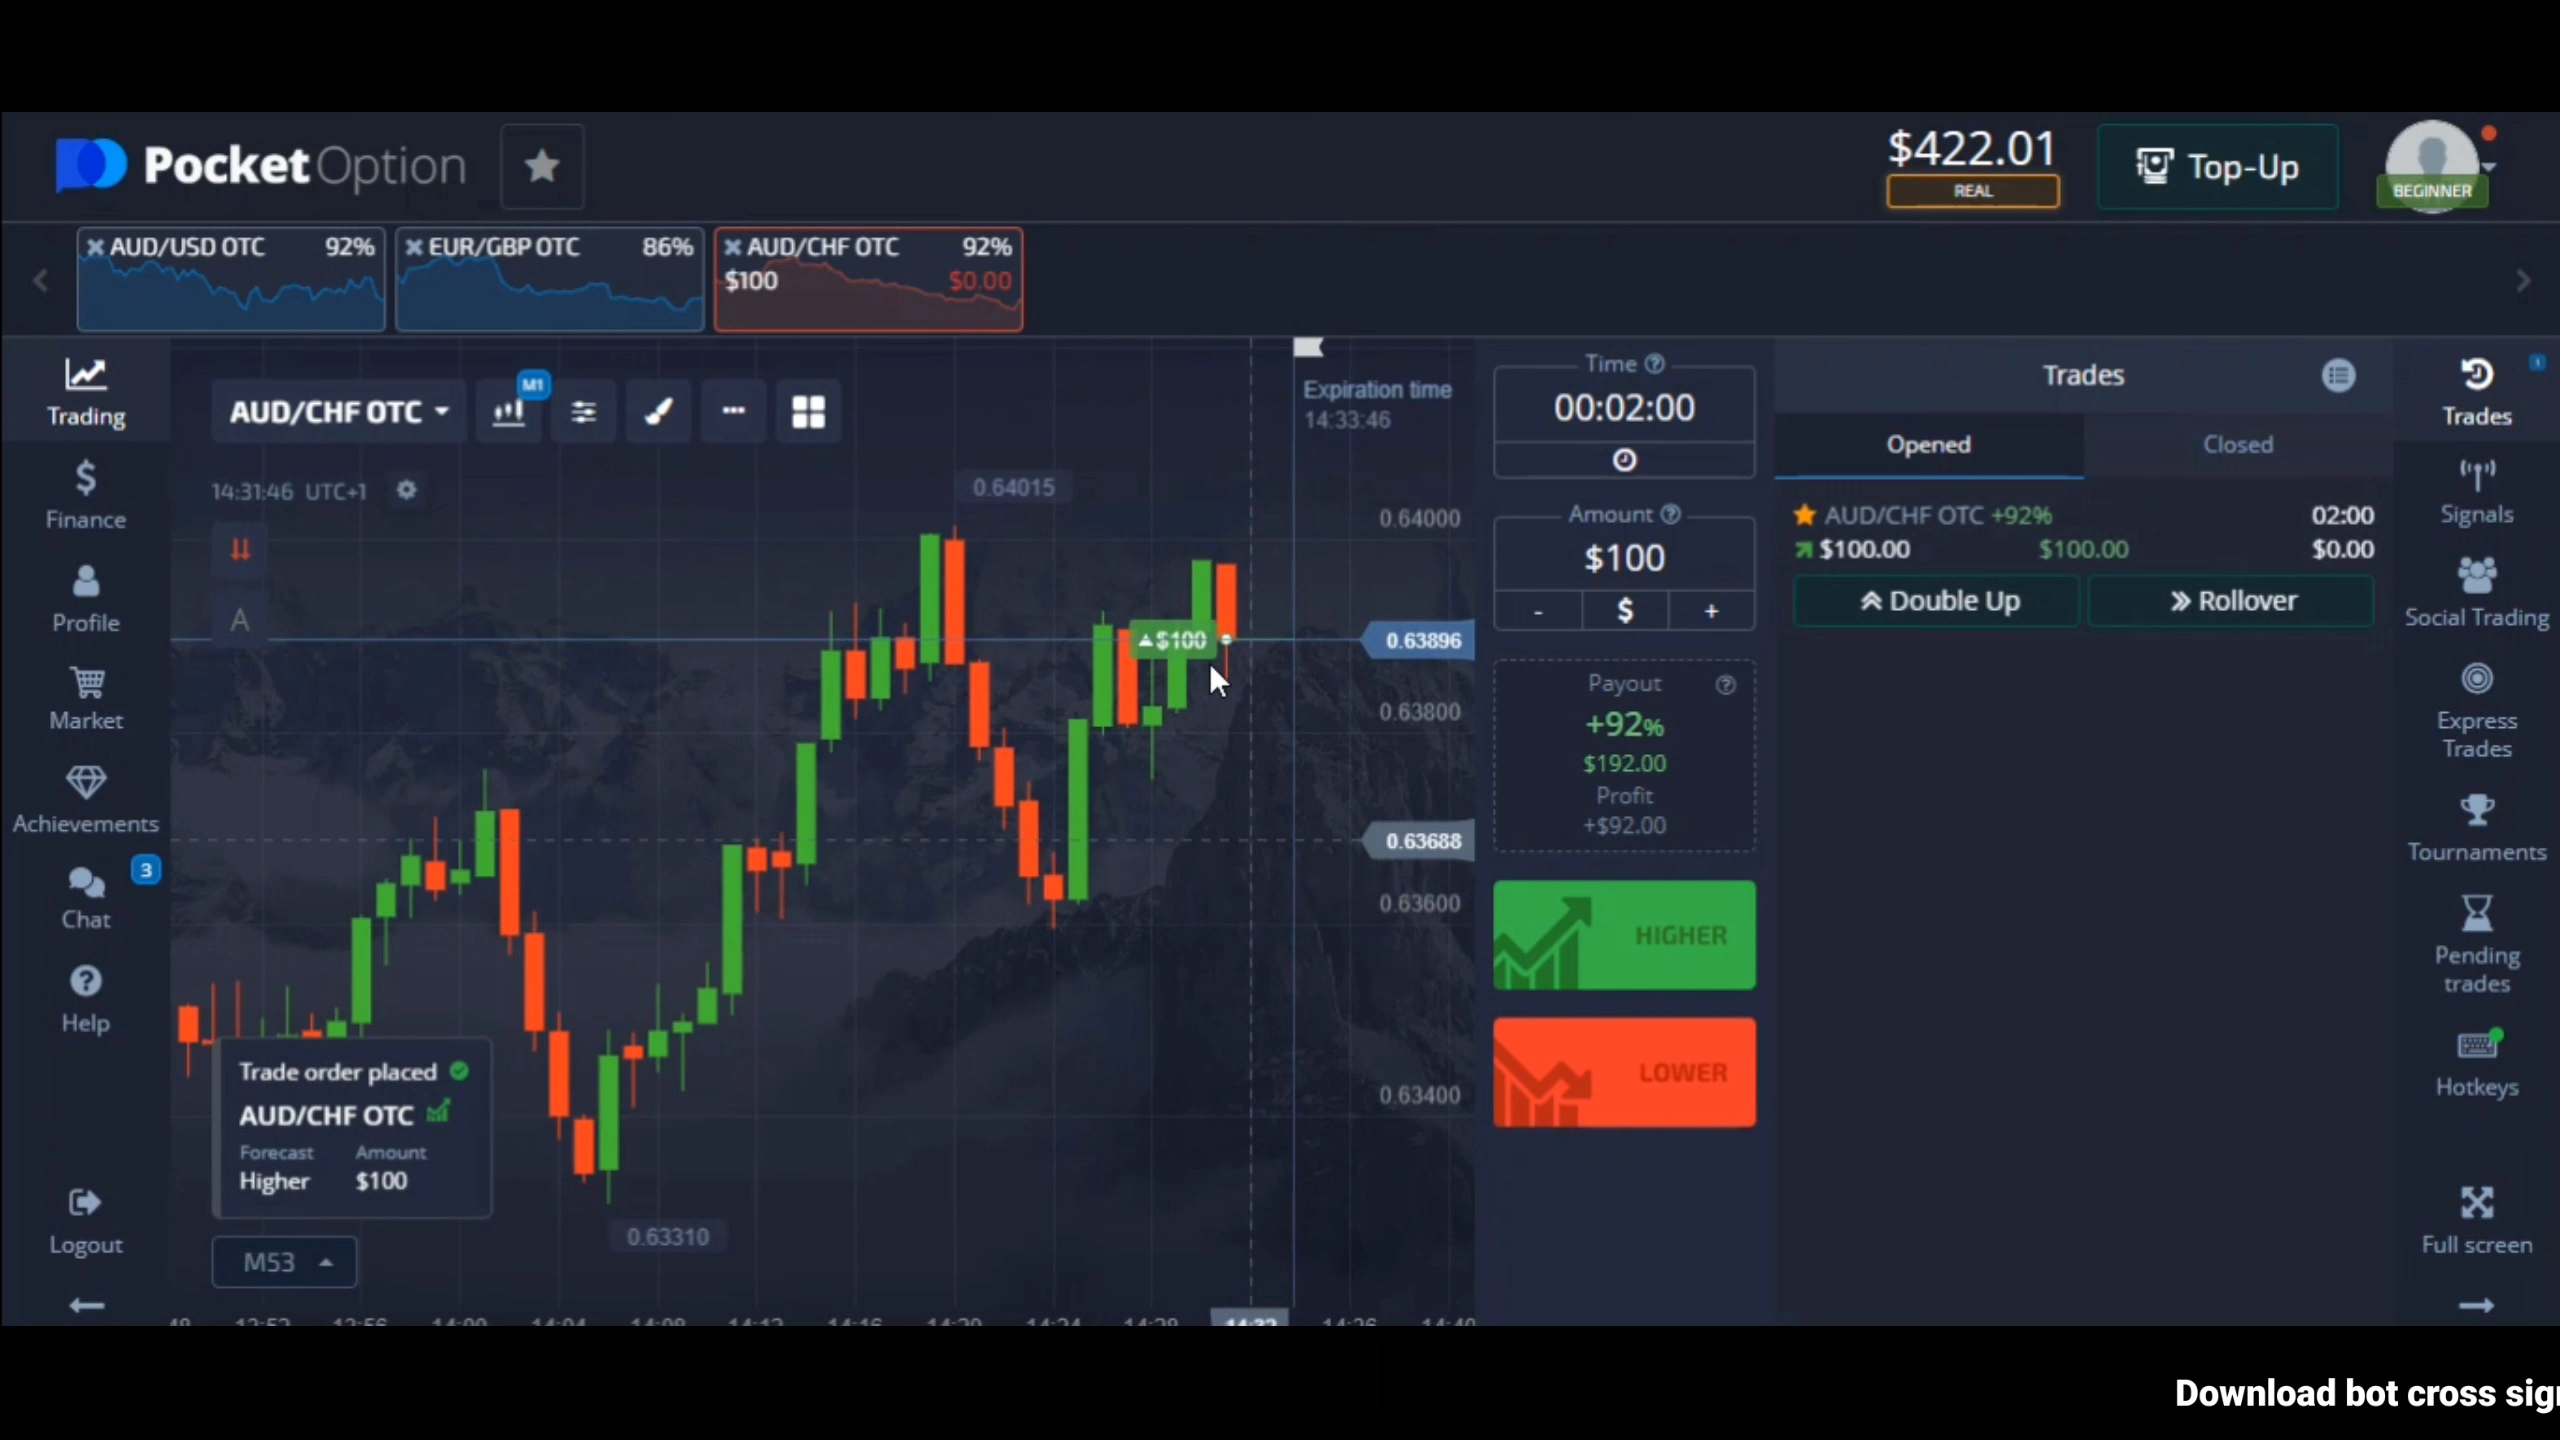 PocketOption
$422.01
REAL
Top-Up
BEGINNER
AUD/USD OTC 92%
EUR/GBP OTC 86%
AUD/CHF OTC 92%
$100 $0.00
Trading
Finance
Profile
Market
Achievements
Chat
3
Help
Logout
AUD/CHF OTC
M1
14:31:46 UTC+1
A
0.64015
Expiration time
14:33:46
0.64000
$100
0.63896
0.63800
0.63688
0.63600
0.63400
0.63310
Trade order placed
AUD/CHF OTC
Forecast Amount
Higher $100
M53
Time
00:02:00
Amount
$100
- $ +
Payout
+92%
$192.00
Profit
+$92.00
HIGHER
LOWER
Trades
Opened Closed
AUD/CHF OTC +92% 02:00
$100.00 $100.00 $0.00
Double Up Rollover
Trades
1
Signals
Social Trading
Express
Trades
Tournaments
Pending
trades
Hotkeys
Full screen
Download bot cross sig